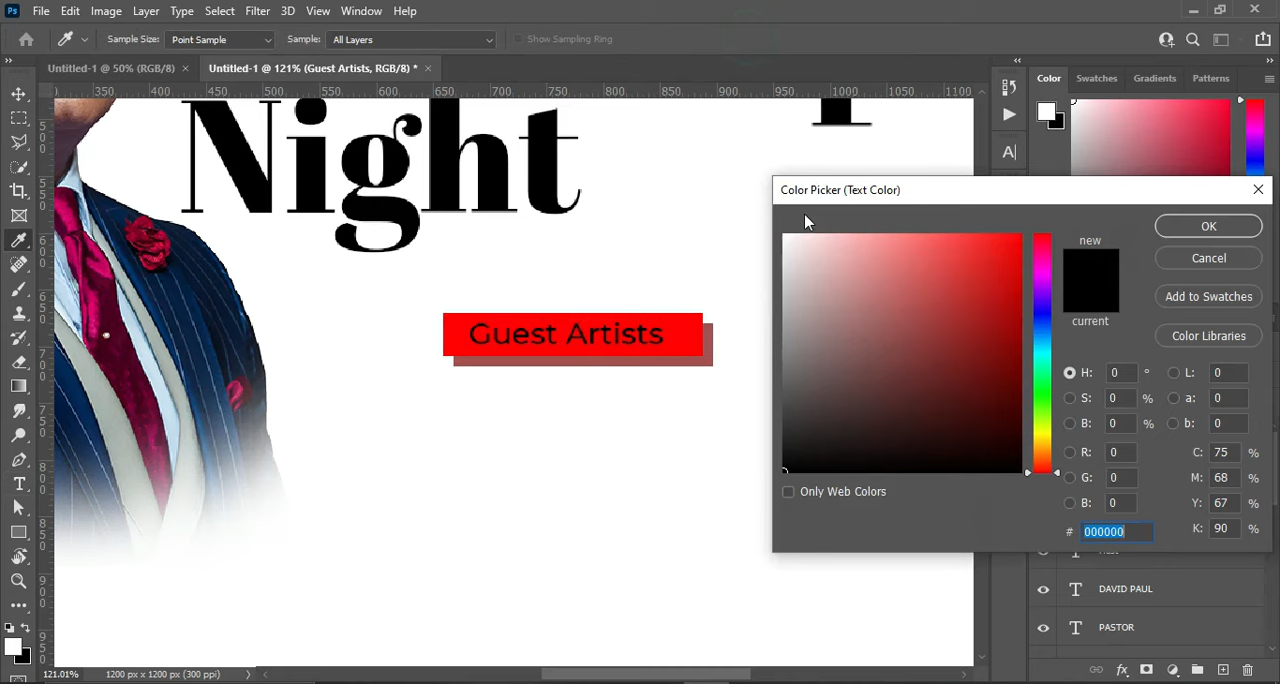 Ps File Edit Image Layer Type Select Filter 3D View Window Help
Sample Size: Point Sample Sample: All Layers Show Sampling Ring
Untitled-1 @ 50% (RGB/8) × Untitled-1 @ 121% (Guest Artists, RGB/8) * ×
Color Swatches Gradients Patterns
350 400 450 500 550 600 650 700 750 800 850 900 950 1000 1050 1100
Night
Guest Artists
Color Picker (Text Color)
new
current
OK
Cancel
Add to Swatches
Color Libraries
H: 0 ° L: 0
S: 0 % a: 0
B: 0 % b: 0
R: 0 C: 75 %
G: 0 M: 68 %
B: 0 Y: 67 %
# 000000 K: 90 %
Only Web Colors
DAVID PAUL
PASTOR
121.01% 1200 px x 1200 px (300 ppi)